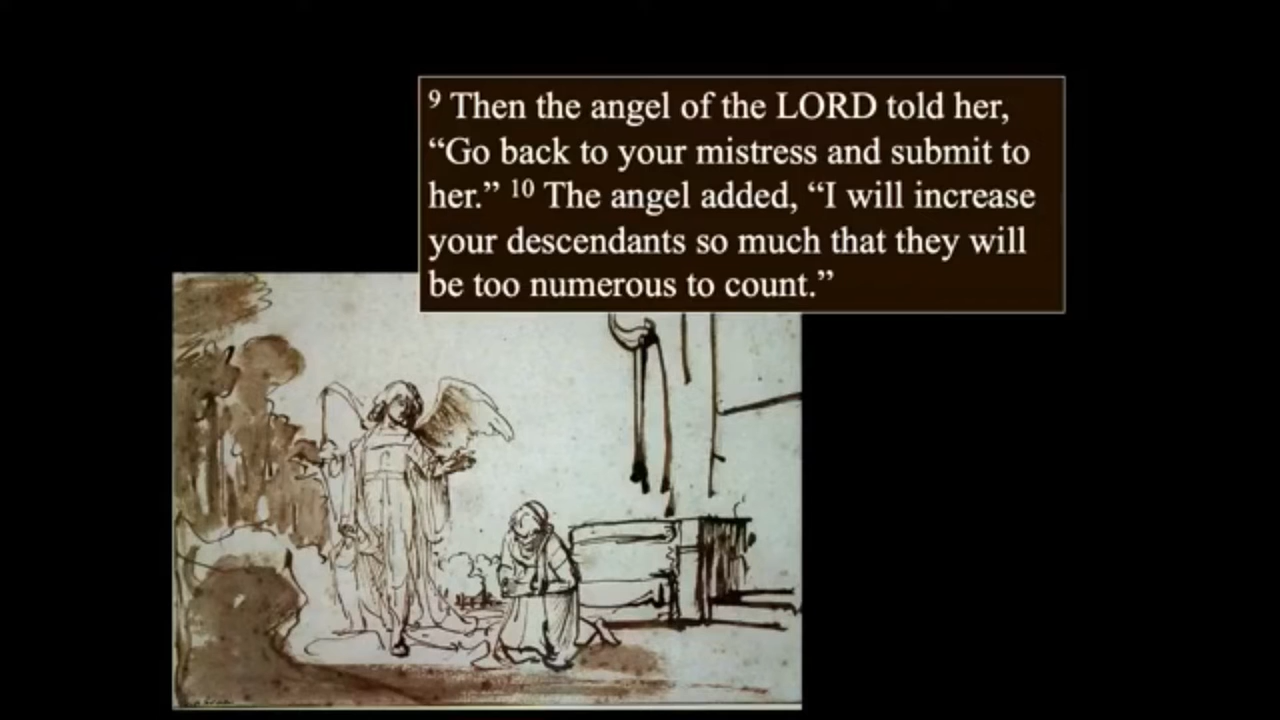 ⁹ Then the angel of the LORD told her,
“Go back to your mistress and submit to
her.” ¹⁰ The angel added, “I will increase
your descendants so much that they will
be too numerous to count.”